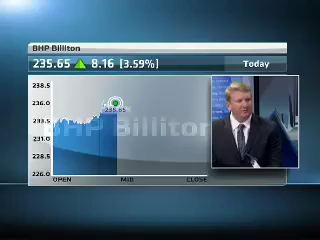 BHP Billiton
235.65 8.16 [3.59%] Today
238.5
236.0
233.5
231.0
228.5
226.0
235.65
BHP Billiton
OPEN MID CLOSE